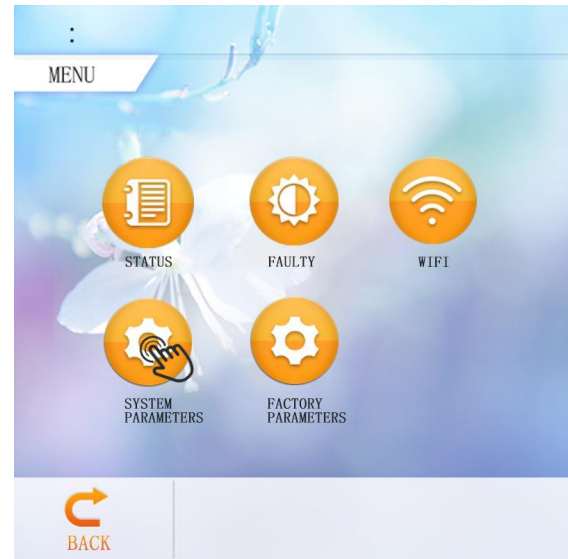 :
MENU
STATUS
FAULTY
WIFI
SYSTEM
PARAMETERS
FACTORY
PARAMETERS
BACK